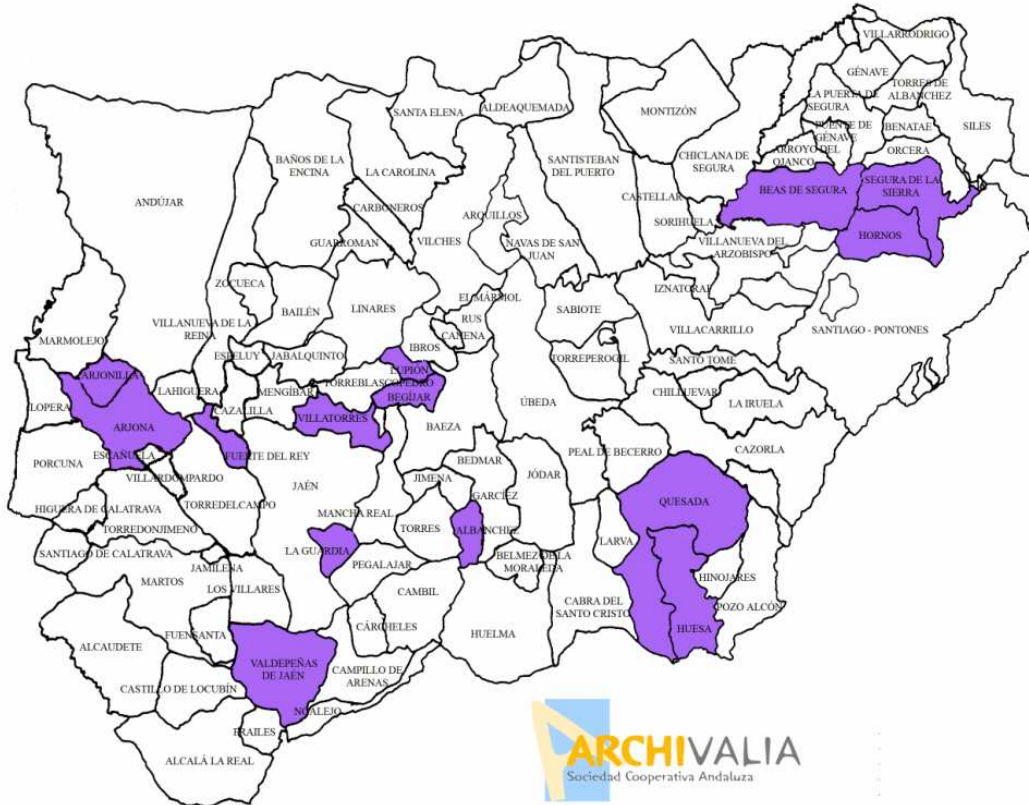 VILLARRODRIGO
GÉNAVE
SANTA ELENA
ALDEAQUEMADA
MONTIZÓN
LA PUERTA DE
SEGURA
TORRES DE
ALBANCHEZ
SILES
PUENTE DE
GÉNAVE
BENATAE
BAÑOS DE LA
ENCINA
LA CAROLINA
SANTISTEBAN
DEL PUERTO
CHICLANA DE
SEGURA
ARROYO DEL
OJANCO
ORCERA
ANDÚJAR
CASTELLAR
BEAS DE SEGURA
SEGURA DE LA
SIERRA
CARBONEROS
ARQUILLOS
SORIHUELA
HORNOS
GUARROMAN
VILCHES
NAVAS DE SAN
JUAN
VILLANUEVA DEL
ARZOBISPO
ZOCUECA
IZNATORAF
BAILÉN
LINARES
EL MÁRMOL
RUS
CANENA
SABIOTE
VILLACARRILLO
SANTIAGO - PONTONES
VILLANUEVA DE LA
REINA
MARMOLEJO
ESPELUY
JABALQUINTO
IBROS
TORREPEROGIL
SANTO TOME
LUPIÓN
ARJONILLA
LAHIGUERA
MENGÍBAR
TORREBLASCOPEDRO
BEGÍJAR
CHILLUEVAR
LA IRUELA
LOPERA
CAZALILLA
VILLATORRES
ÚBEDA
ARJONA
BAEZA
PEAL DE BECERRO
CAZORLA
PORCUNA
ESCAÑUELA
FUERTE DEL REY
BEDMAR
JÓDAR
VILLARDOMPARDO
JAÉN
JIMENA
GARCÍEZ
QUESADA
HIGUERA DE CALATRAVA
TORREDELCAMPO
MANCHA REAL
TORREDONJIMENO
TORRES
ALBANCHEZ
LARVA
SANTIAGO DE CALATRAVA
LA GUARDIA
BELMEZ DE LA
MORALEDA
JAMILENA
PEGALAJAR
HINOJARES
MARTOS
LOS VILLARES
CAMBIL
CABRA DEL
SANTO CRISTO
POZO ALCÓN
FUENSANTA
CÁRCHELES
HUELMA
HUESA
ALCAUDETE
VALDEPEÑAS
DE JAÉN
CAMPILLO DE
ARENAS
CASTILLO DE LOCUBÍN
NOALEJO
FRAILES
ALCALÁ LA REAL
ARCHIVALIA
Sociedad Cooperativa Andaluza